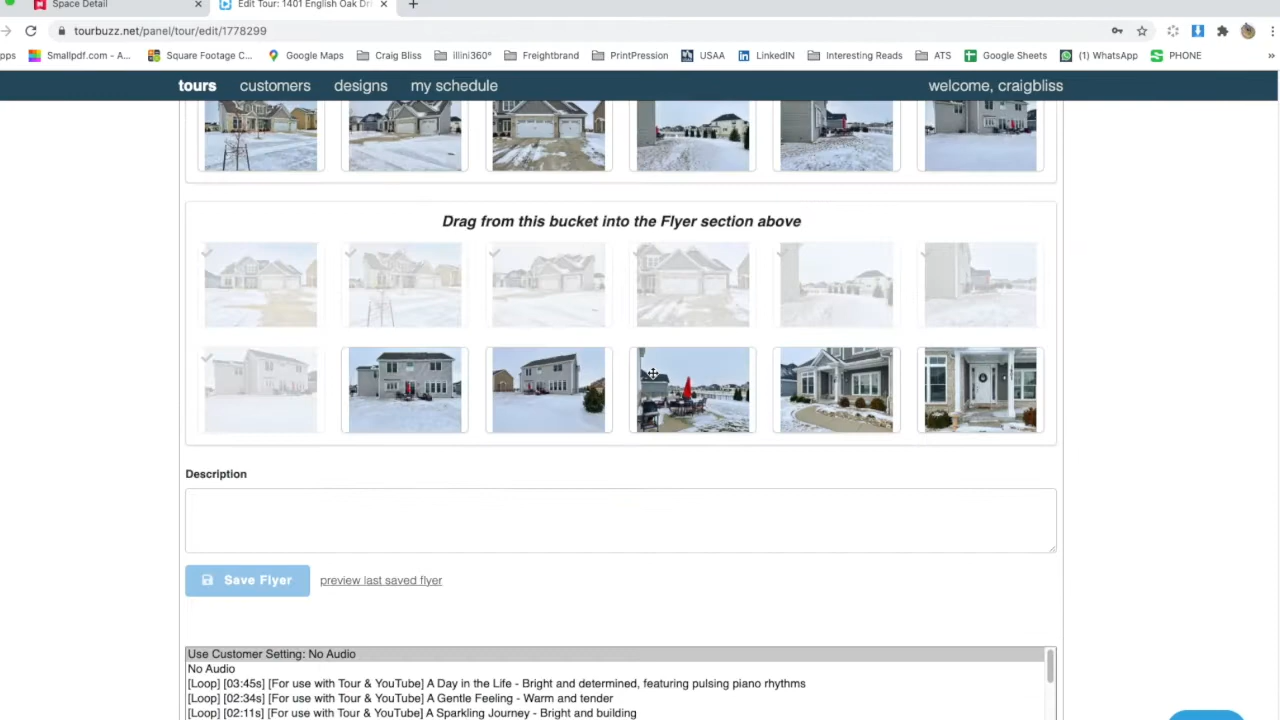 Space Detail
Edit Tour: 1401 English Oak Dr
tourbuzz.net/panel/tour/edit/1778299
pps
Smallpdf.com - A...
Square Footage C...
Google Maps
Craig Bliss
illini360°
Freightbrand
PrintPression
USAA
LinkedIN
Interesting Reads
ATS
Google Sheets
(1) WhatsApp
PHONE
»
tours customers designs my schedule welcome, craigbliss
Drag from this bucket into the Flyer section above
Description
Save Flyer preview last saved flyer
Use Customer Setting: No Audio
No Audio
[Loop] [03:45s] [For use with Tour & YouTube] A Day in the Life - Bright and determined, featuring pulsing piano rhythms
[Loop] [02:34s] [For use with Tour & YouTube] A Gentle Feeling - Warm and tender
[Loop] [02:11s] [For use with Tour & YouTube] A Sparkling Journey - Bright and building